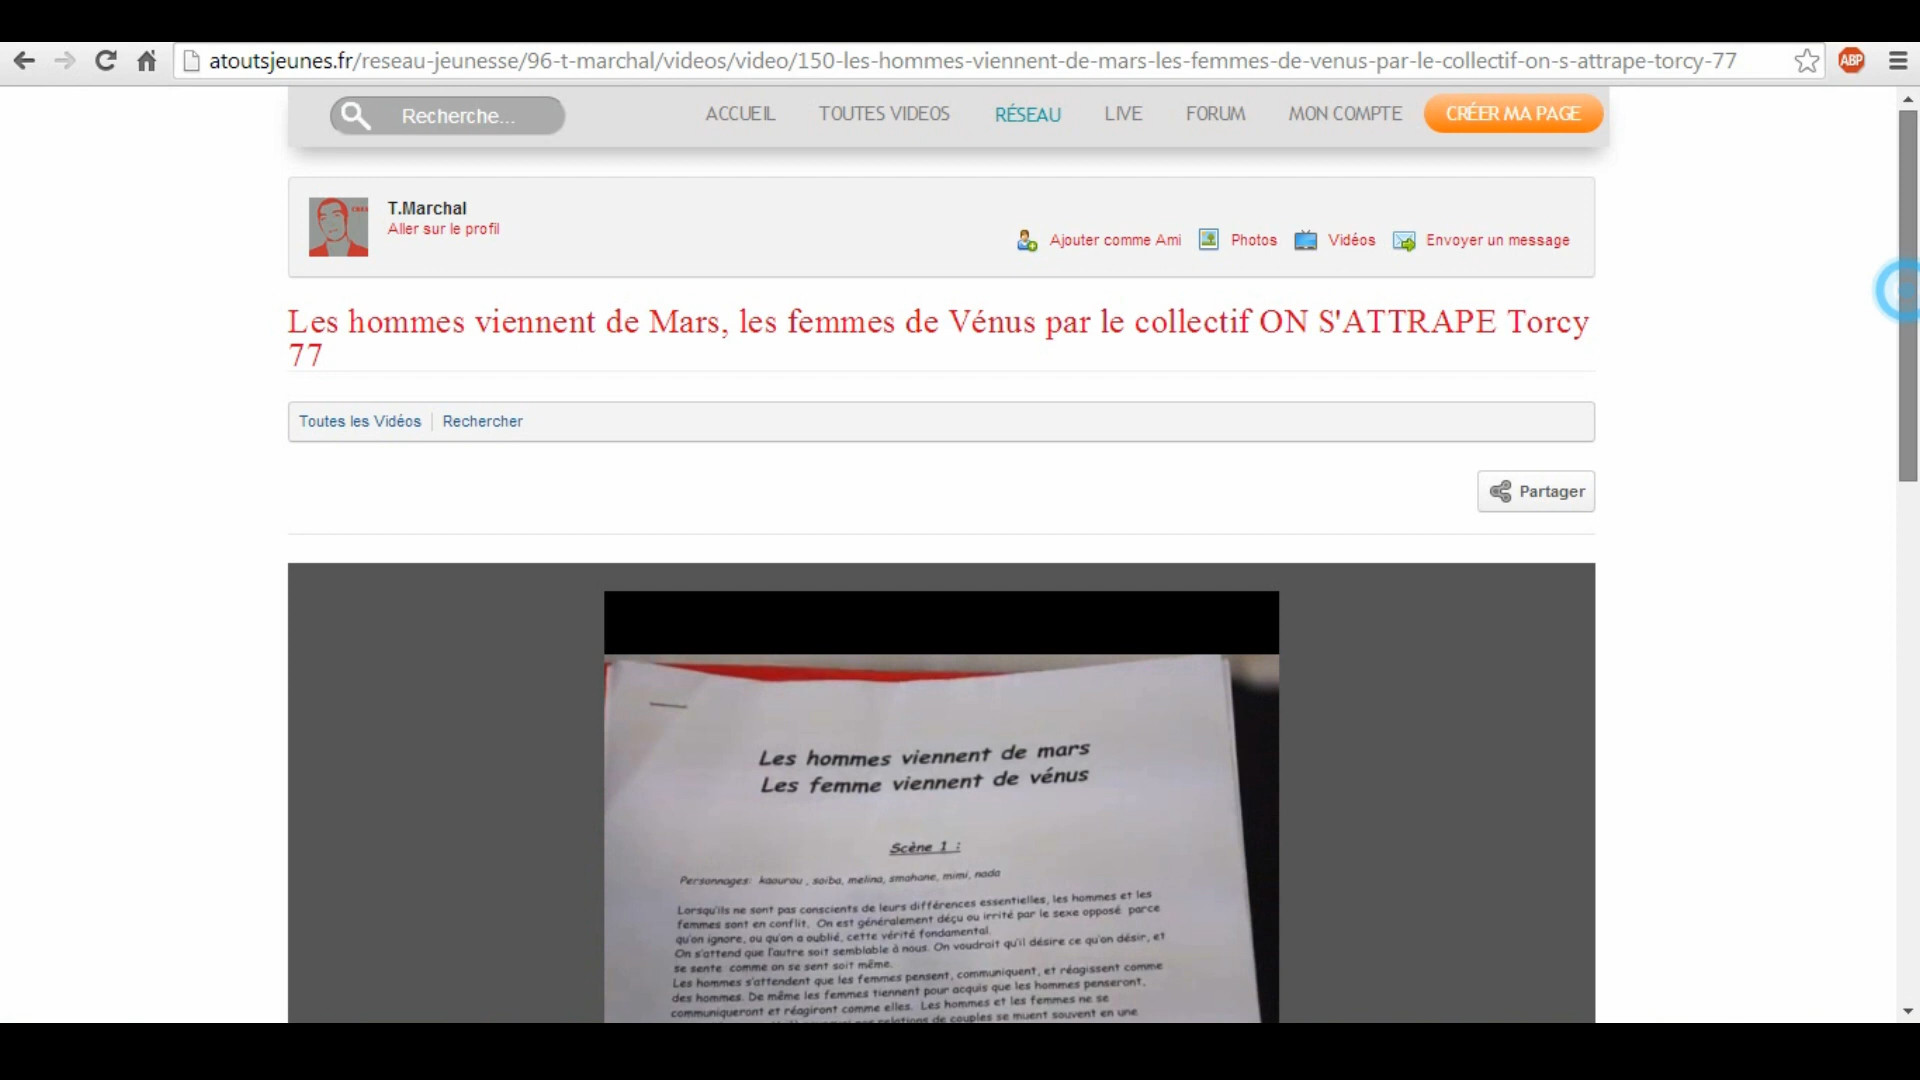 atoutsjeunes.fr/reseau-jeunesse/96-t-marchal/videos/video/150-les-hommes-viennent-de-mars-les-femmes-de-venus-par-le-collectif-on-s-attrape-torcy-77
ABP
Recherche...
ACCUEIL TOUTES VIDEOS RÉSEAU LIVE FORUM MON COMPTE CRÉER MA PAGE
T.Marchal
Aller sur le profil
Ajouter comme Ami Photos Vidéos Envoyer un message
Les hommes viennent de Mars, les femmes de Vénus par le collectif ON S'ATTRAPE Torcy
77
Toutes les Vidéos Rechercher
Partager
Les hommes viennent de mars
Les femme viennent de vénus
Scène 1 :
Personnages: kaourou , soiba, melina, smahane, mimi, nada
Lorsqu'ils ne sont pas conscients de leurs différences essentielles, les hommes et les
femmes sont en conflit. On est généralement déçu ou irrité par le sexe opposé parce
qu'on ignore, ou qu'on a oublié, cette vérité fondamental.
On s'attend que l'autre soit semblable à nous. On voudrait qu'il désire ce qu'on désir, et
se sente comme on se sent soit même.
Les hommes s'attendent que les femmes pensent, communiquent, et réagissent comme
des hommes. De même les femmes tiennent pour acquis que les hommes penseront,
communiqueront et réagiront comme elles. Les hommes et les femmes ne se
relations de couples se muent souvent en une